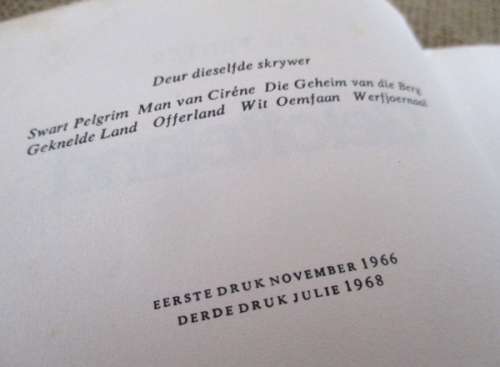 Deur dieselfde skrywer
Swart Pelgrim Man van Ciréne Die Geheim van die Berg
Geknelde Land Offerland Wit Oemfaan Werfjoernaal
EERSTE DRUK NOVEMBER 1966
DERDE DRUK JULIE 1968